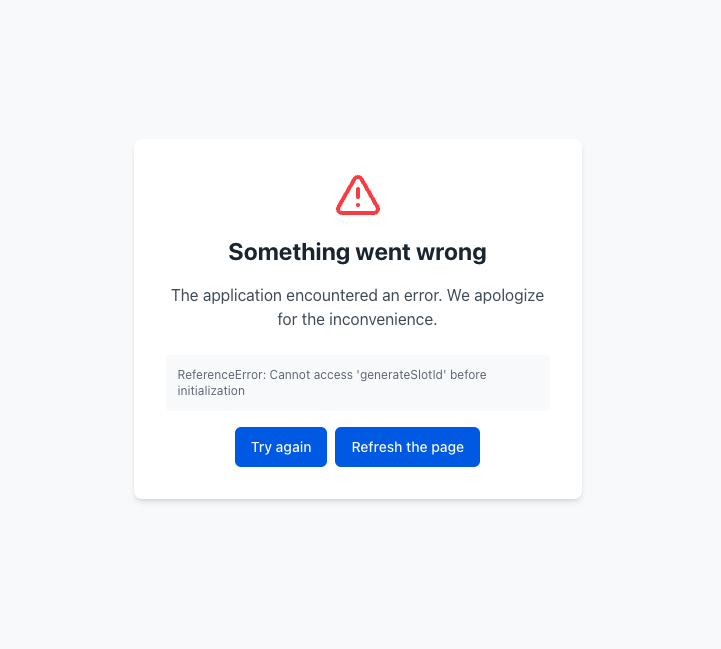 Something went wrong
The application encountered an error. We apologize
for the inconvenience.
ReferenceError: Cannot access 'generateSlotId' before
initialization
Try again
Refresh the page